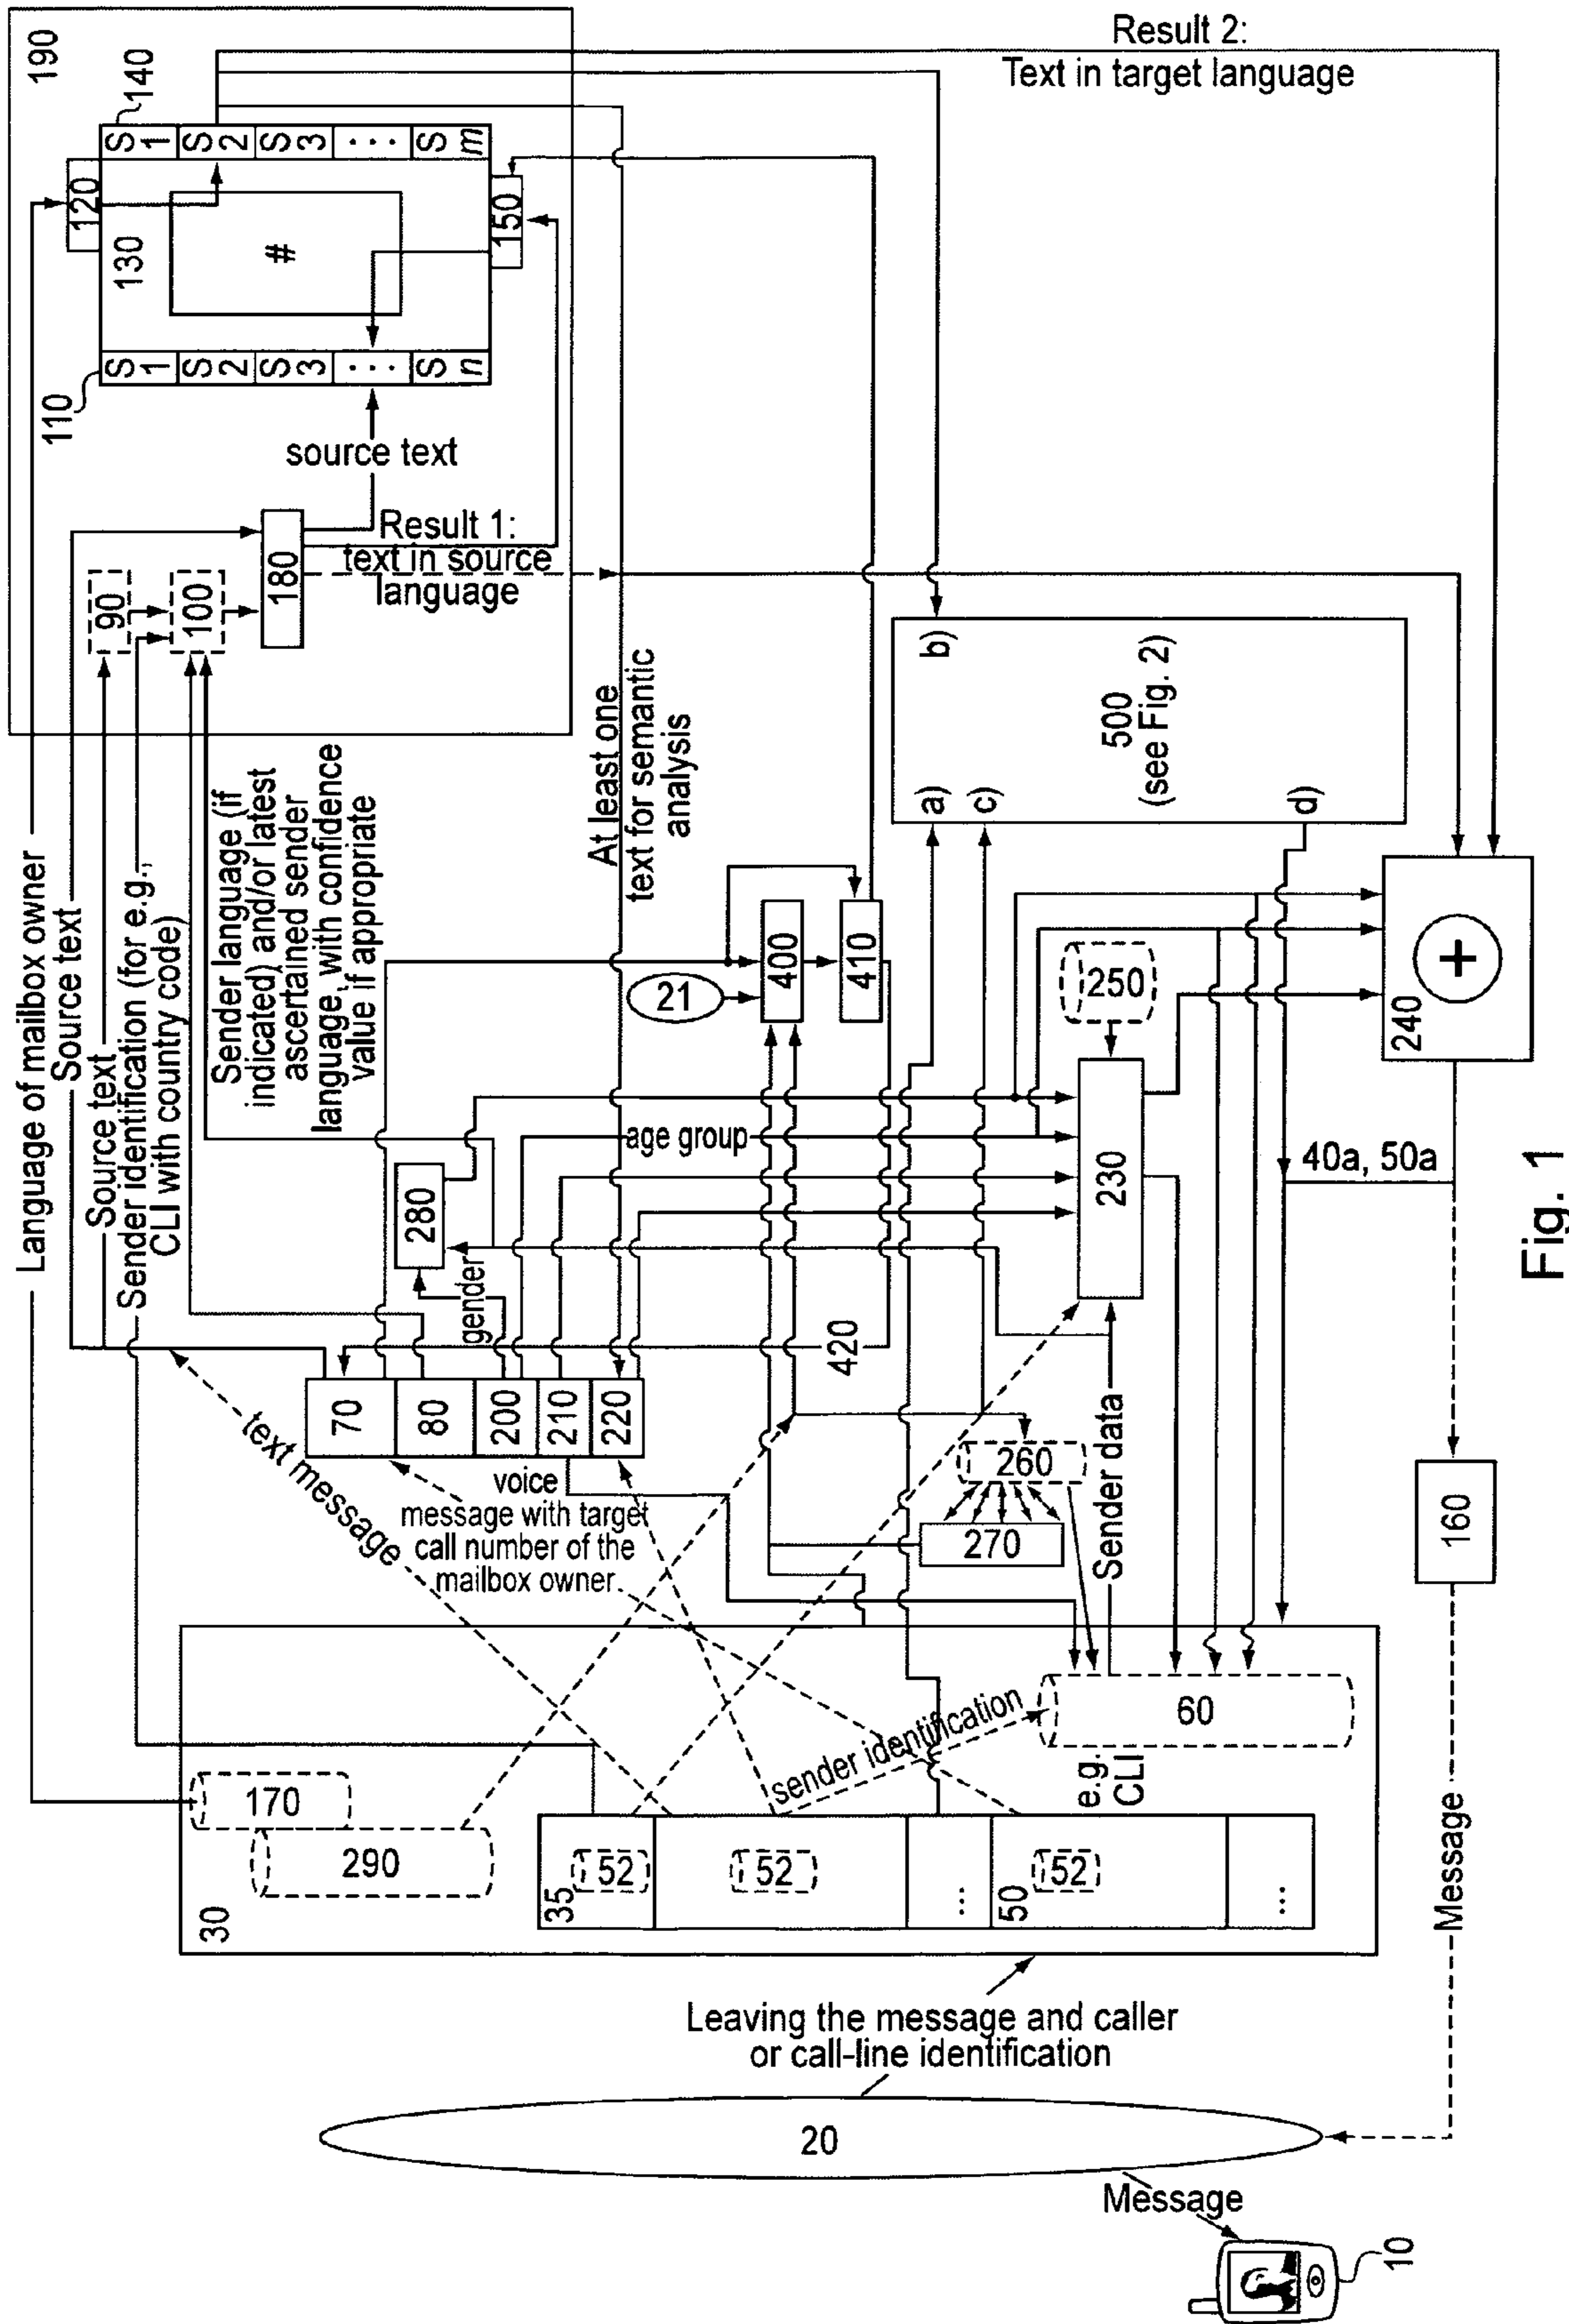 190
140
S 1
S 2
S 3
...
S m
120
130
#
150
110
S 1
S 2
S 3
...
S n
Result 2:
Text in target language
source text
Result 1:
text in source
language
180
90
100
Language of mailbox owner
Source text
Source text
Sender identification (for e.g.,
CLI with country code)
Sender language (if
indicated) and/or latest
ascertained sender
language, with confidence
value if appropriate
At least one
text for semantic
analysis
b)
500
(see Fig. 2)
a)
c)
d)
21
400
410
250
240
+
280
gender
age group
230
40a, 50a
420
70
80
200
210
220
text message
voice
message with target
call number of the
mailbox owner
260
270
Sender data
160
170
290
30
35
52
52
...
50
52
...
sender identification
60
e.g.
CLI
Leaving the message and caller
or call-line identification
20
Message
Message
10
Fig. 1